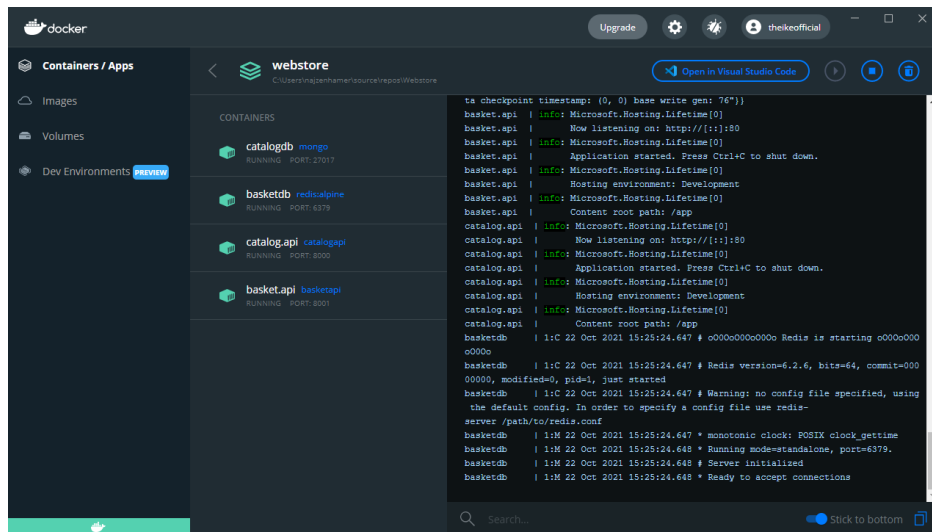 docker
Upgrade
theikeofficial
Containers / Apps
Images
Volumes
Dev Environments PREVIEW
webstore
C:\Users\najzenhamer\source\repos\Webstore
Open in Visual Studio Code
CONTAINERS
catalogdb mongo
RUNNING PORT: 27017
basketdb redis:alpine
RUNNING PORT: 6379
catalog.api catalogapi
RUNNING PORT: 8000
basket.api basketapi
RUNNING PORT: 8001
ta checkpoint timestamp: (0, 0) base write gen: 76"}}
basket.api | info: Microsoft.Hosting.Lifetime[0]
basket.api | Now listening on: http://[::]:80
basket.api | info: Microsoft.Hosting.Lifetime[0]
basket.api | Application started. Press Ctrl+C to shut down.
basket.api | info: Microsoft.Hosting.Lifetime[0]
basket.api | Hosting environment: Development
basket.api | info: Microsoft.Hosting.Lifetime[0]
basket.api | Content root path: /app
catalog.api | info: Microsoft.Hosting.Lifetime[0]
catalog.api | Now listening on: http://[::]:80
catalog.api | info: Microsoft.Hosting.Lifetime[0]
catalog.api | Application started. Press Ctrl+C to shut down.
catalog.api | info: Microsoft.Hosting.Lifetime[0]
catalog.api | Hosting environment: Development
catalog.api | info: Microsoft.Hosting.Lifetime[0]
catalog.api | Content root path: /app
basketdb | 1:C 22 Oct 2021 15:25:24.647 # oO0OoO0OoO0Oo Redis is starting oO0OoO0O
oO0Oo
basketdb | 1:C 22 Oct 2021 15:25:24.647 # Redis version=6.2.6, bits=64, commit=000
00000, modified=0, pid=1, just started
basketdb | 1:C 22 Oct 2021 15:25:24.647 # Warning: no config file specified, using
the default config. In order to specify a config file use redis-
server /path/to/redis.conf
basketdb | 1:M 22 Oct 2021 15:25:24.647 * monotonic clock: POSIX clock_gettime
basketdb | 1:M 22 Oct 2021 15:25:24.648 * Running mode=standalone, port=6379.
basketdb | 1:M 22 Oct 2021 15:25:24.648 # Server initialized
basketdb | 1:M 22 Oct 2021 15:25:24.648 * Ready to accept connections
Search...
Stick to bottom